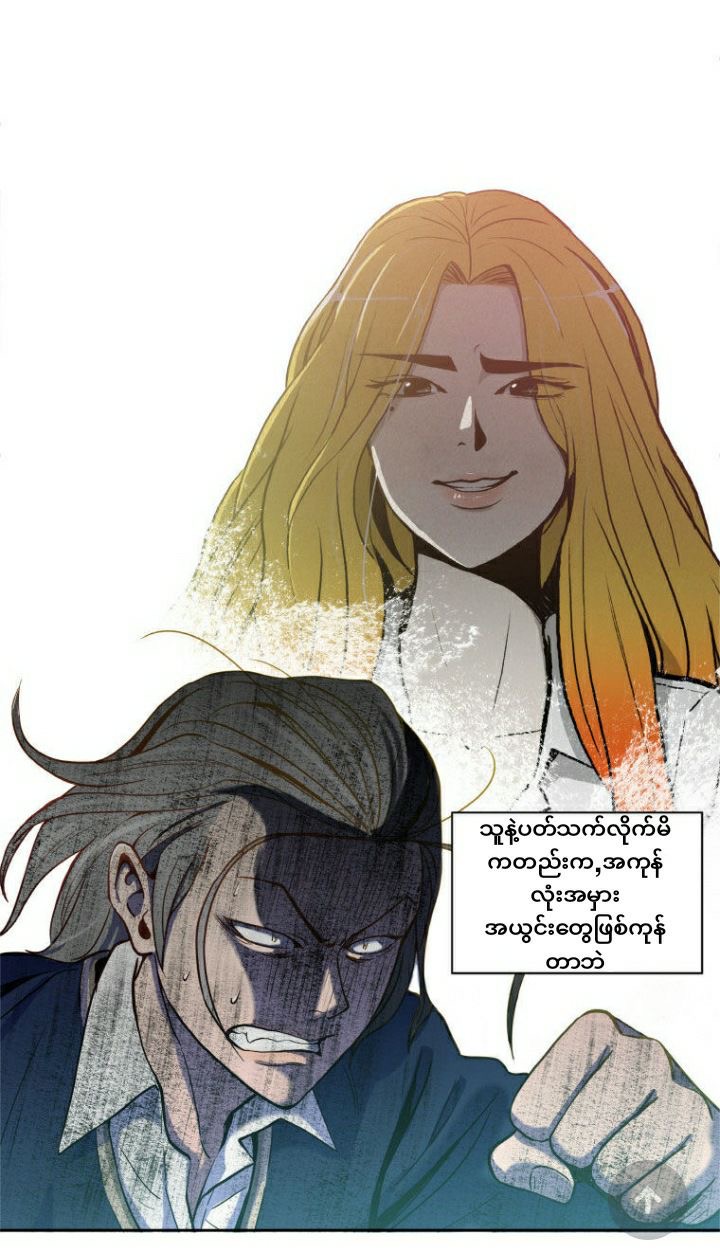 သူနဲ့ပတ်သက်လိုက်မိ
ကတည်းက,အကုန်
လုံးအမှား
အယွင်းတွေဖြစ်ကုန်
တာဘဲ